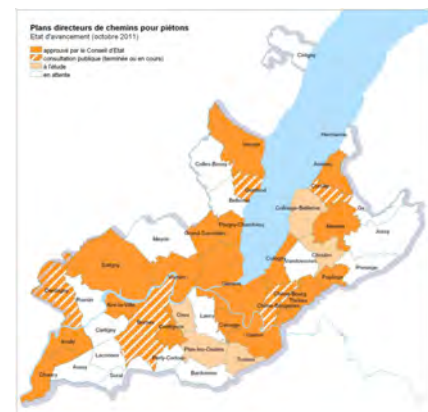 Plans directeurs de chemins pour piétons
Etat d'avancement (octobre 2011)
approuvé par le Conseil d'Etat
consultation publique (terminée ou en cours)
à l'étude
en attente
Céligny
Hermance
Versoix
Anières
Collex-Bossy
Corsier
Genthod
Bellevue
Collonge-Bellerive
Gy
Meinier
Jussy
Pregny-Chambésy
Grand-Saconnex
Meyrin
Choulex
Cologny
Vandoeuvres
Presinge
Satigny
Puplinge
Vernier
Genève
Dardagny
Chêne-Bourg
Thônex
Chêne-Bougeries
Russin
Aire-la-Ville
Onex
Lancy
Bernex
Carouge
Confignon
Cartigny
Veyrier
Avully
Plan-les-Ouates
Perly-Certoux
Troinex
Laconnex
Bardonnex
Avusy
Soral
Chancy